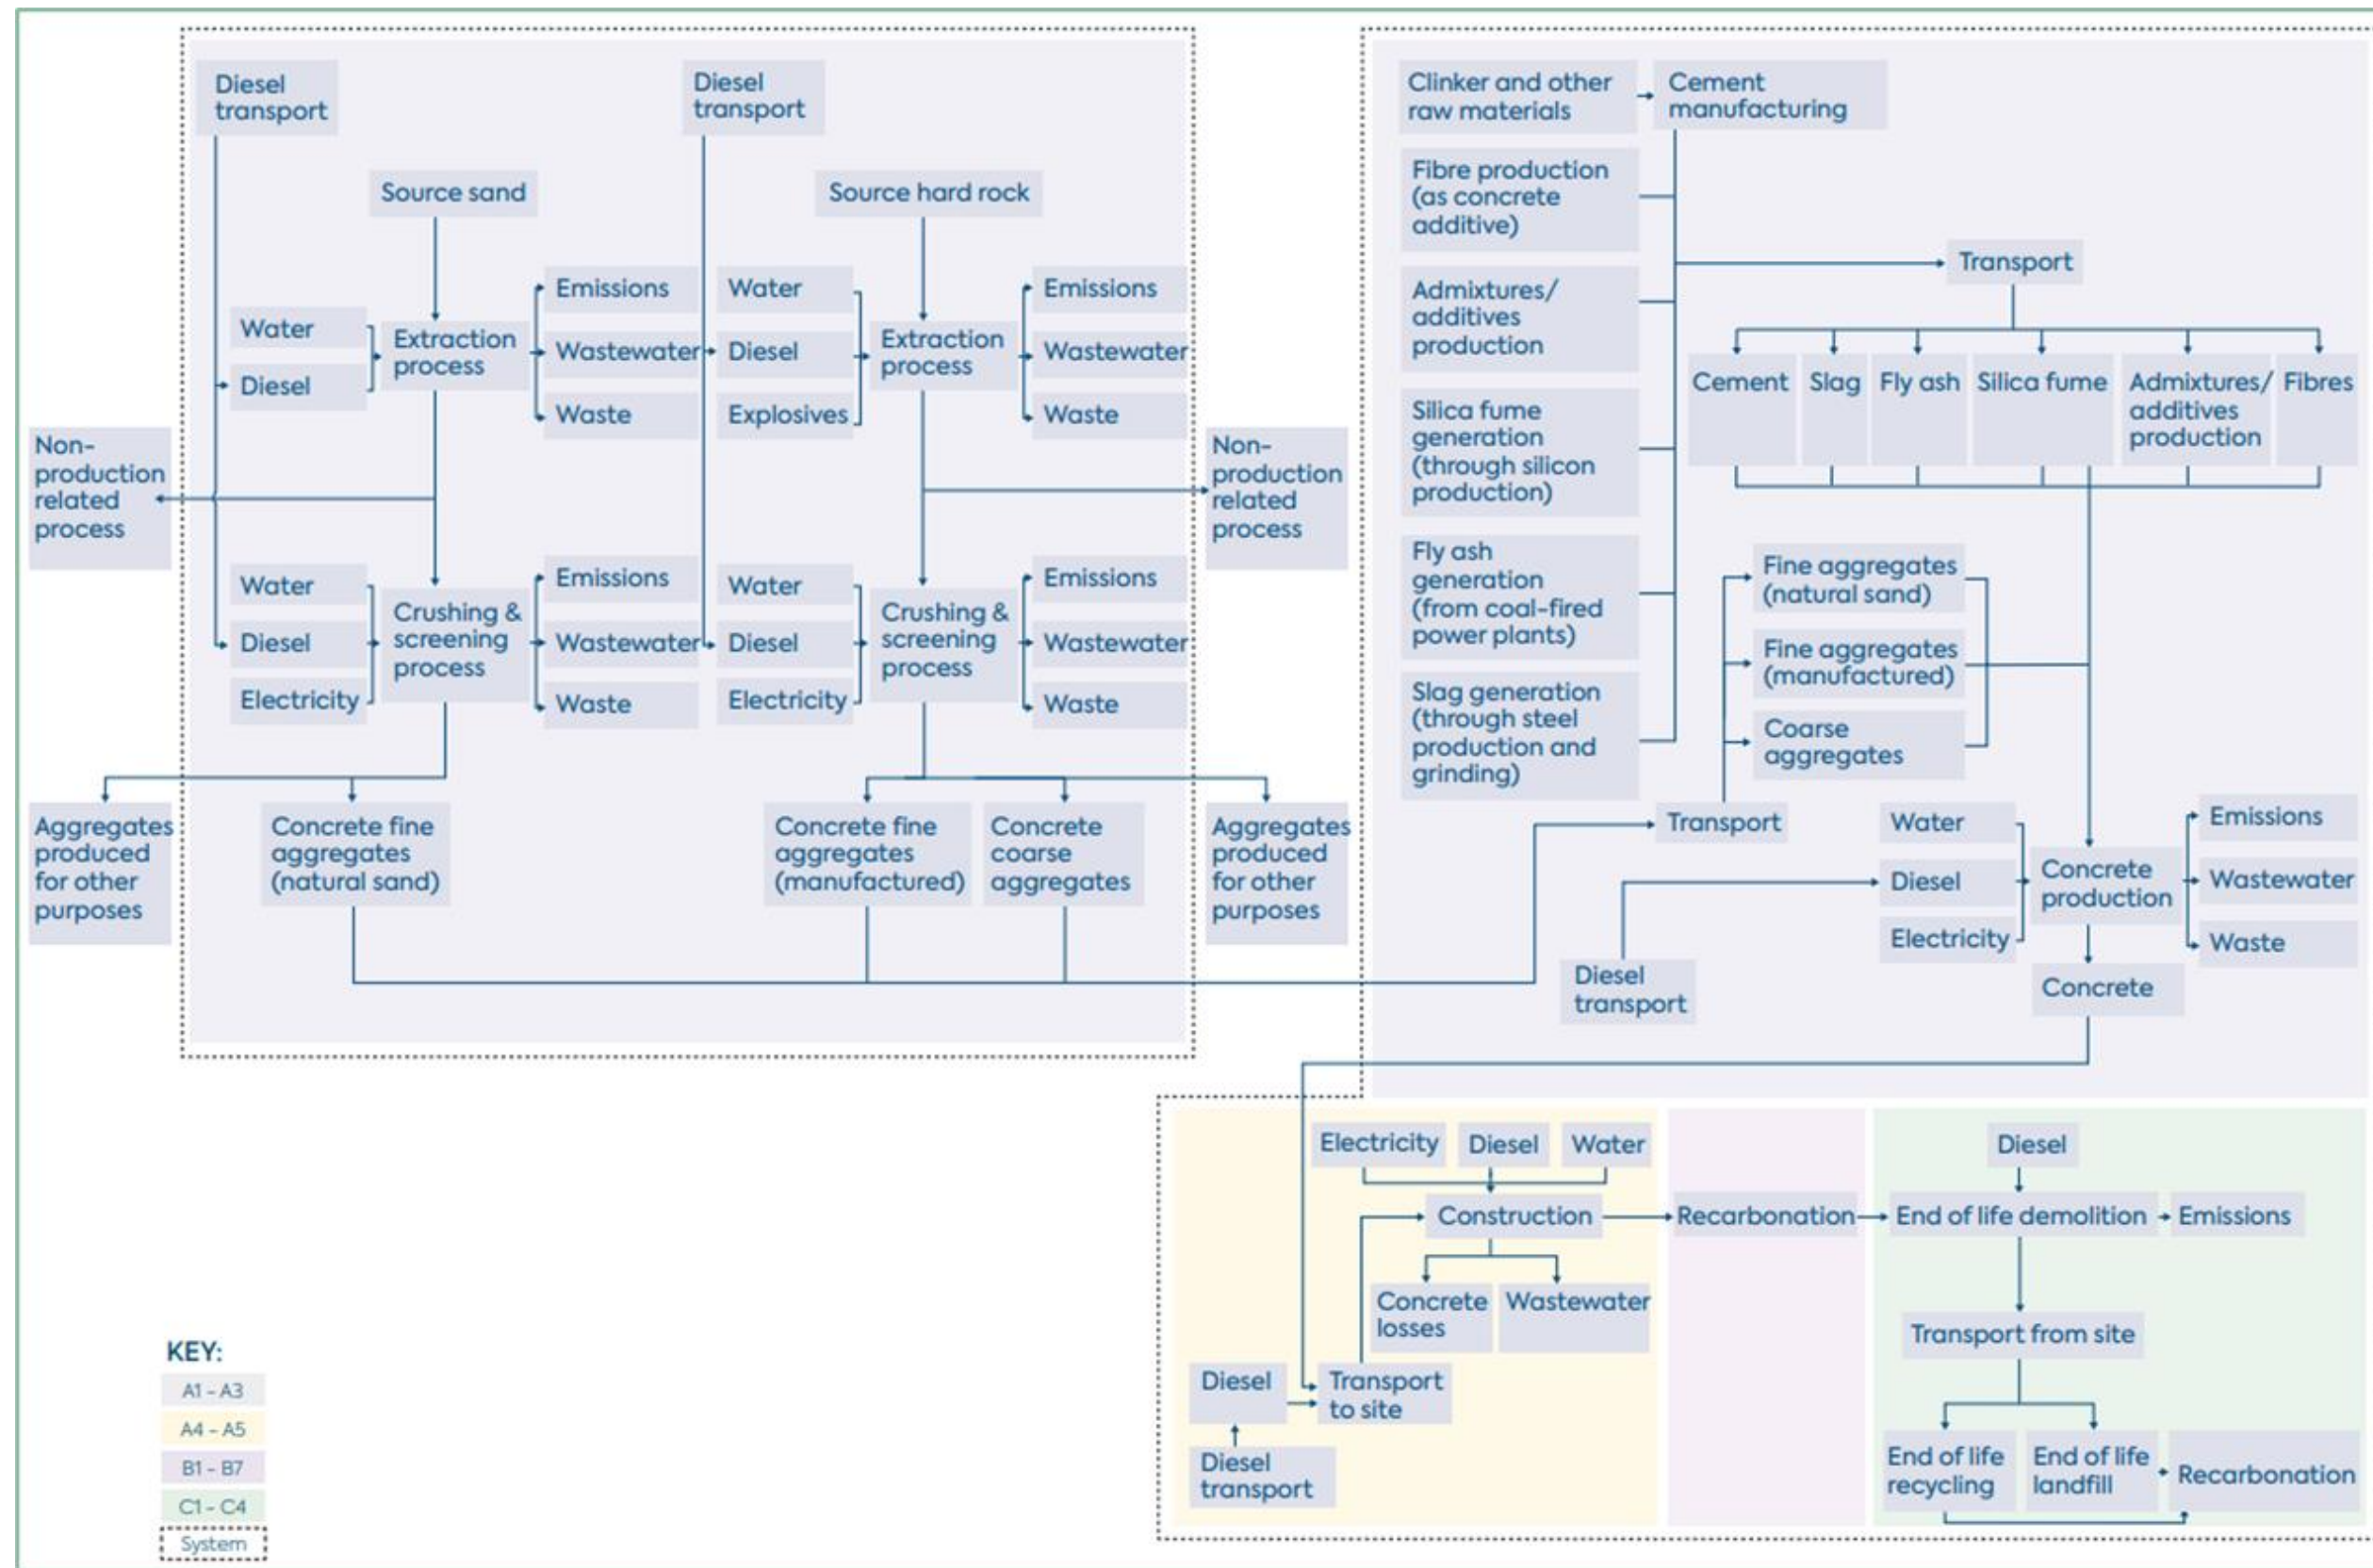 Diesel
transport
Diesel
transport
Source sand
Source hard rock
Water
Diesel
Extraction
process
Emissions
Wastewater
Waste
Water
Diesel
Explosives
Extraction
process
Emissions
Wastewater
Waste
Non-
production
related
process
Non-
production
related
process
Water
Diesel
Electricity
Crushing &
screening
process
Emissions
Wastewater
Waste
Water
Diesel
Electricity
Crushing &
screening
process
Emissions
Wastewater
Waste
Aggregates
produced
for other
purposes
Concrete fine
aggregates
(natural sand)
Concrete fine
aggregates
(manufactured)
Concrete
coarse
aggregates
Aggregates
produced
for other
purposes
Clinker and other
raw materials
Cement
manufacturing
Fibre production
(as concrete
additive)
Admixtures/
additives
production
Silica fume
generation
(through silicon
production)
Fly ash
generation
(from coal-fired
power plants)
Slag generation
(through steel
production and
grinding)
Transport
Cement
Slag
Fly ash
Silica fume
Admixtures/
additives
production
Fibres
Fine aggregates
(natural sand)
Fine aggregates
(manufactured)
Coarse
aggregates
Transport
Water
Diesel
Electricity
Diesel
transport
Concrete
production
Emissions
Wastewater
Waste
Concrete
Electricity
Diesel
Water
Construction
Concrete
losses
Wastewater
Diesel
Transport
to site
Diesel
transport
Recarbonation
Diesel
End of life demolition
Emissions
Transport from site
End of life
recycling
End of life
landfill
Recarbonation
KEY:
A1 - A3
A4 - A5
B1 - B7
C1 - C4
System